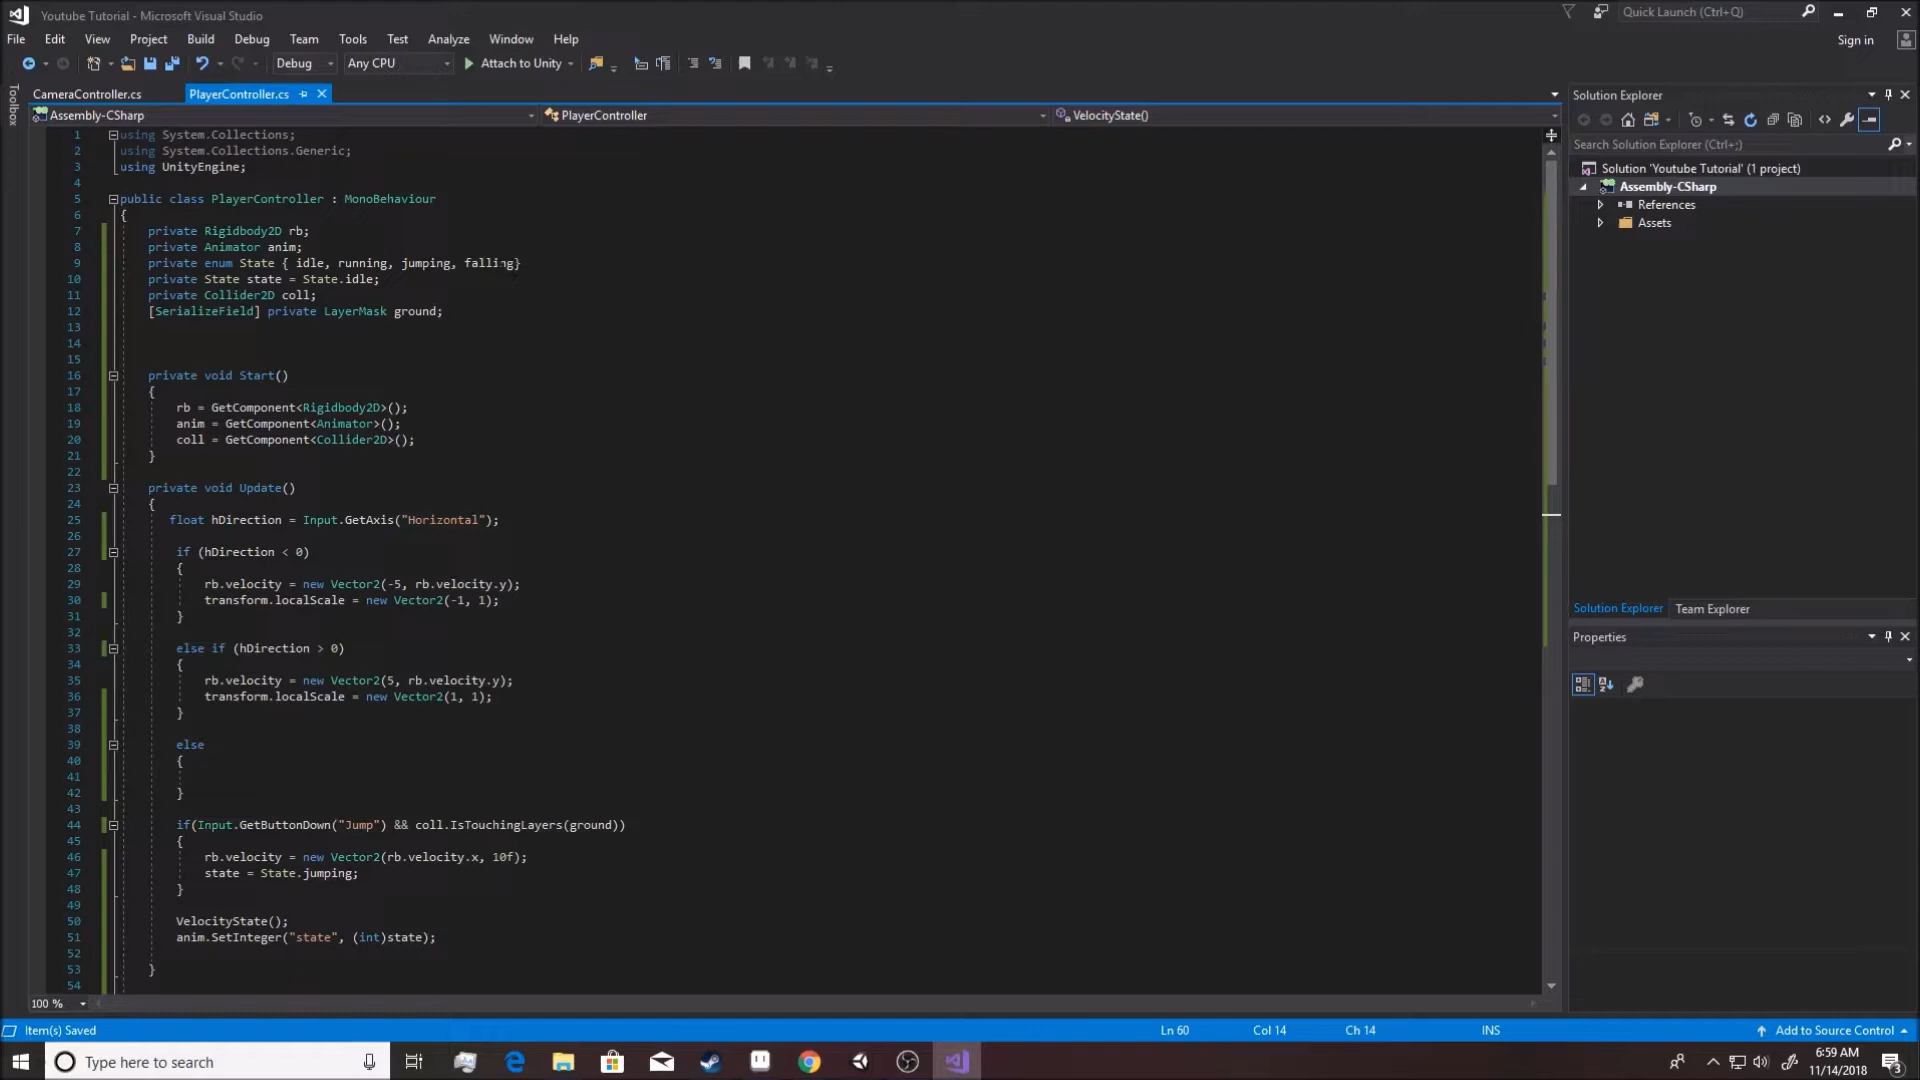 Youtube Tutorial - Microsoft Visual Studio
Quick Launch (Ctrl+Q)
File Edit View Project Build Debug Team Tools Test Analyze Window Help
Sign in
Debug Any CPU Attach to Unity
Toolbox
CameraController.cs PlayerController.cs
Assembly-CSharp PlayerController VelocityState()
1 using System.Collections;
2 using System.Collections.Generic;
3 using UnityEngine;
4
5 public class PlayerController : MonoBehaviour
6 {
7 private Rigidbody2D rb;
8 private Animator anim;
9 private enum State { idle, running, jumping, falling}
10 private State state = State.idle;
11 private Collider2D coll;
12 [SerializeField] private LayerMask ground;
13
14
15
16 private void Start()
17 {
18 rb = GetComponent<Rigidbody2D>();
19 anim = GetComponent<Animator>();
20 coll = GetComponent<Collider2D>();
21 }
22
23 private void Update()
24 {
25 float hDirection = Input.GetAxis("Horizontal");
26
27 if (hDirection < 0)
28 {
29 rb.velocity = new Vector2(-5, rb.velocity.y);
30 transform.localScale = new Vector2(-1, 1);
31 }
32
33 else if (hDirection > 0)
34 {
35 rb.velocity = new Vector2(5, rb.velocity.y);
36 transform.localScale = new Vector2(1, 1);
37 }
38
39 else
40 {
41
42 }
43
44 if(Input.GetButtonDown("Jump") && coll.IsTouchingLayers(ground))
45 {
46 rb.velocity = new Vector2(rb.velocity.x, 10f);
47 state = State.jumping;
48 }
49
50 VelocityState();
51 anim.SetInteger("state", (int)state);
52
53 }
54
100 %
Solution Explorer
Search Solution Explorer (Ctrl+;)
Solution 'Youtube Tutorial' (1 project)
Assembly-CSharp
References
Assets
Solution Explorer Team Explorer
Properties
Item(s) Saved Ln 60 Col 14 Ch 14 INS Add to Source Control
Type here to search
6:59 AM
11/14/2018
3